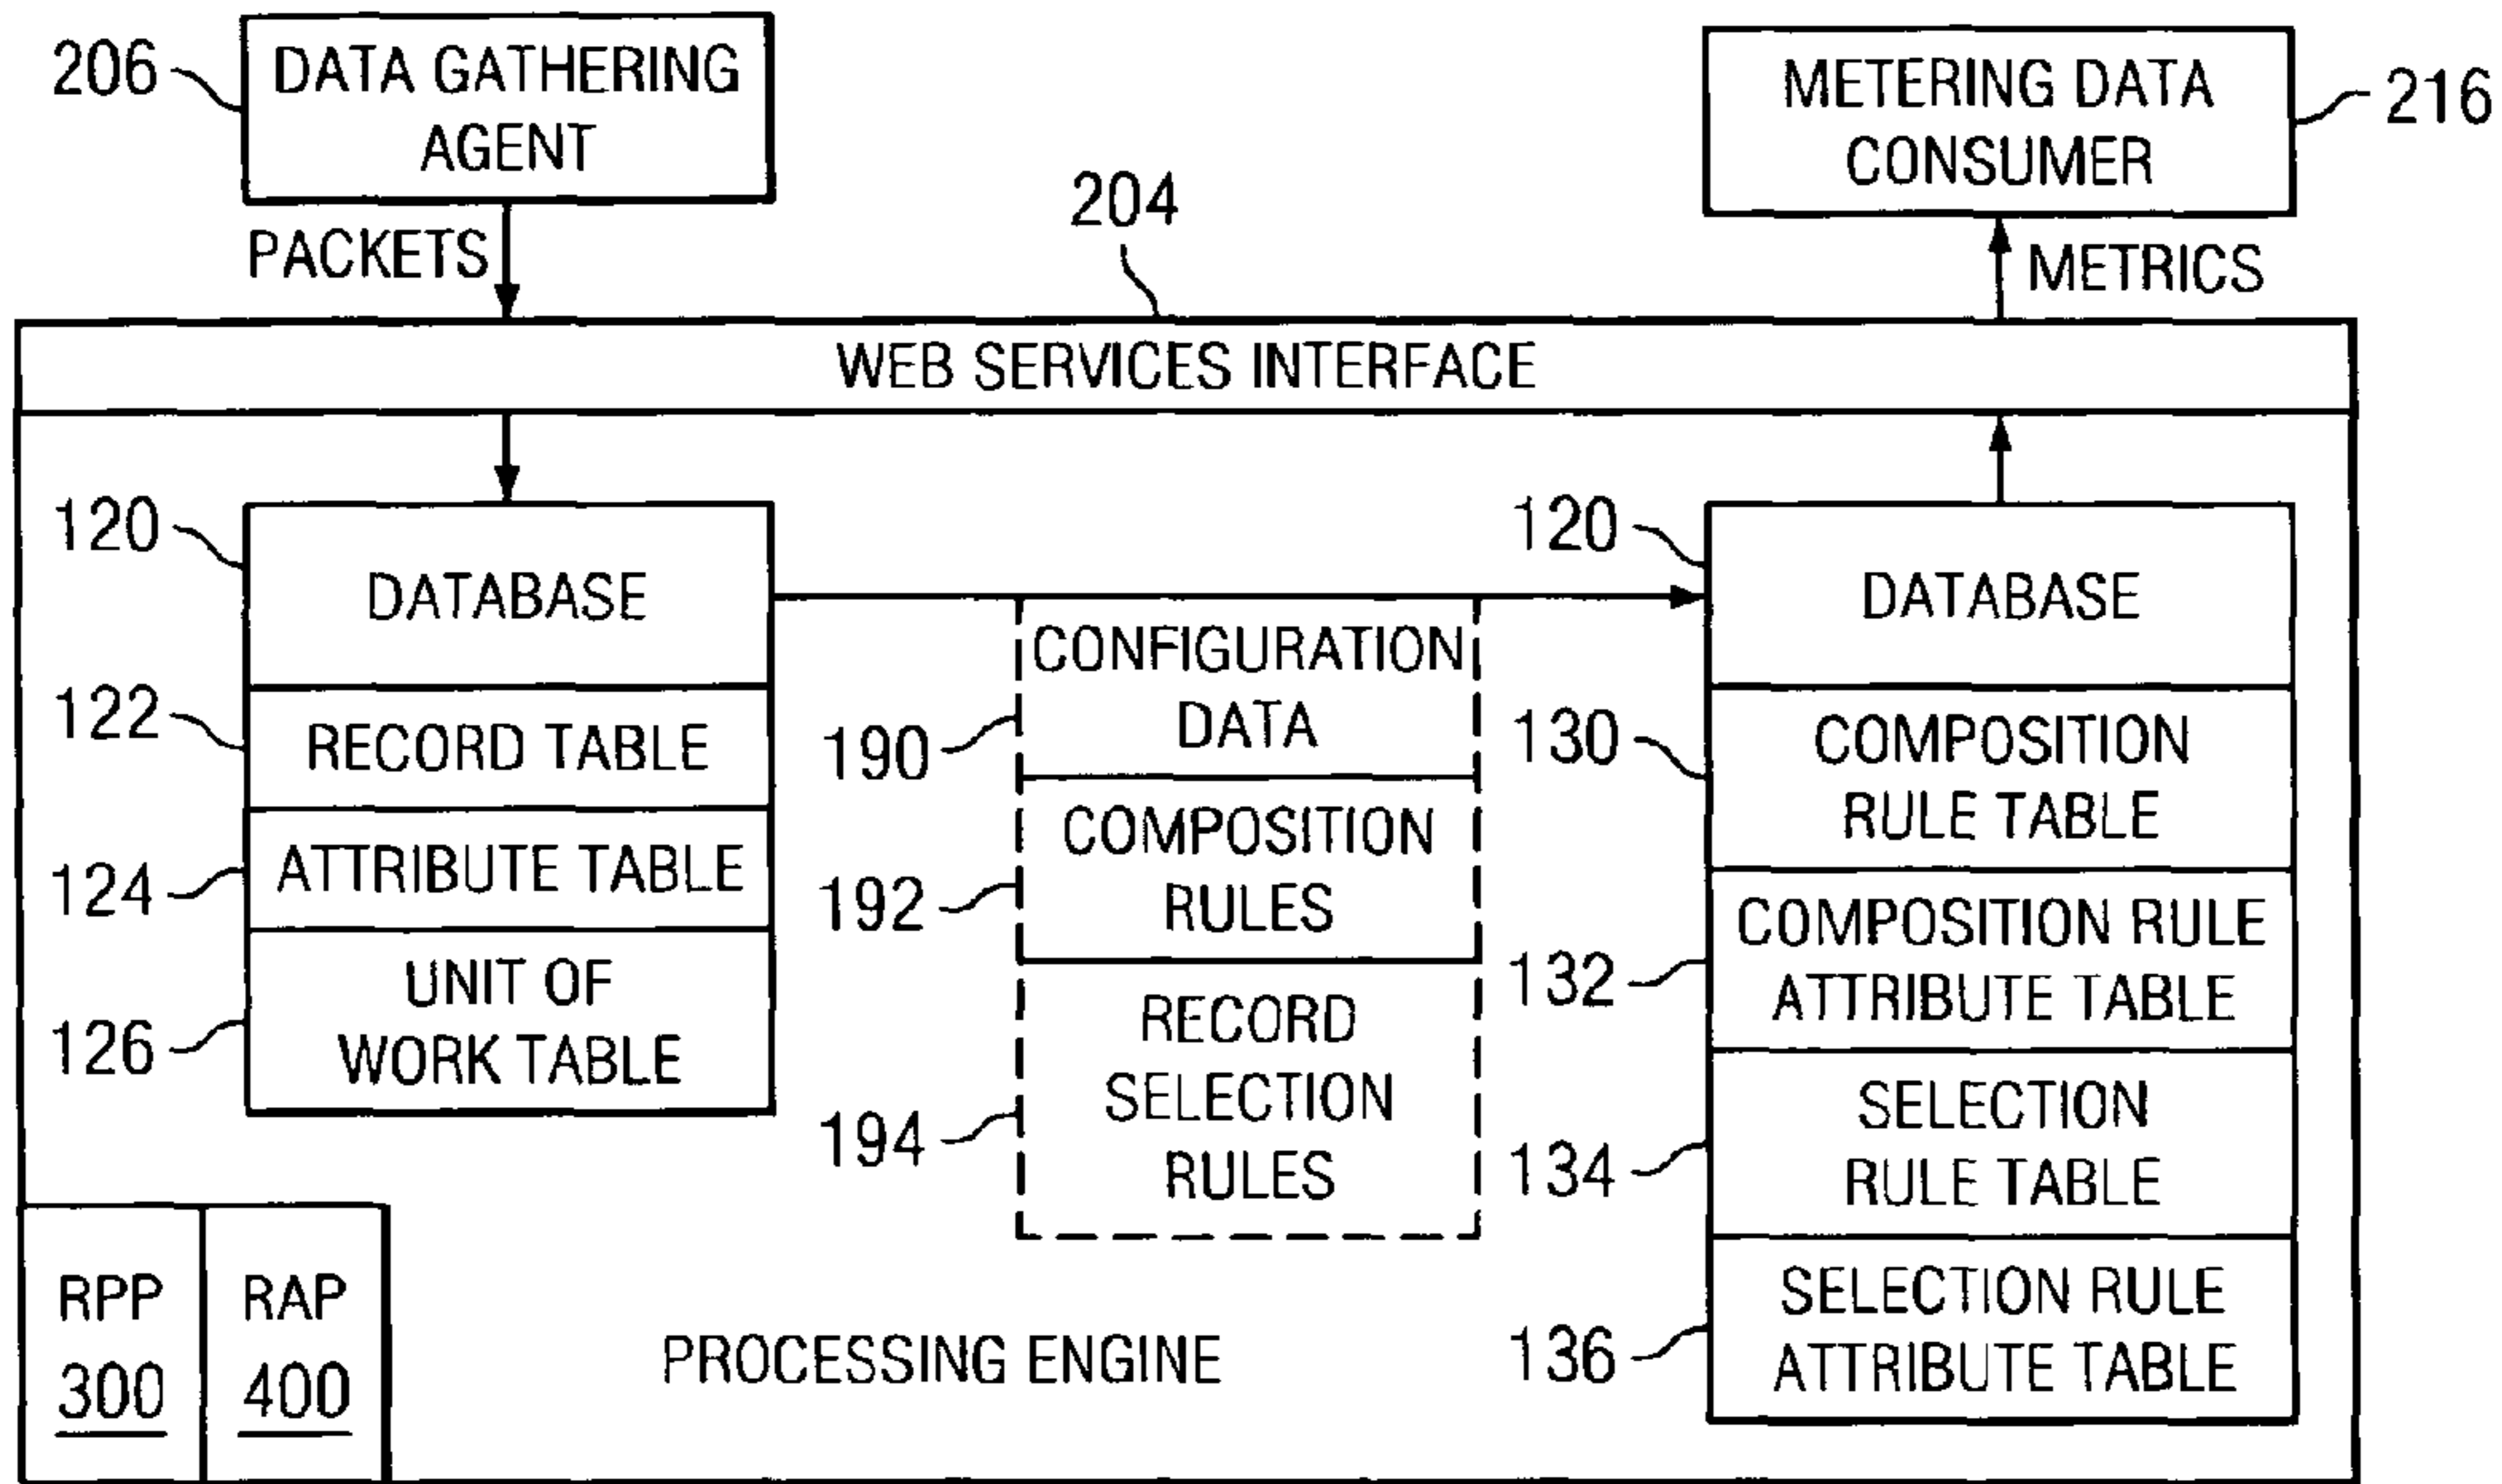 206
DATA GATHERING
AGENT
METERING DATA
CONSUMER
216
PACKETS
204
METRICS
WEB SERVICES INTERFACE
120
DATABASE
122
RECORD TABLE
124
ATTRIBUTE TABLE
126
UNIT OF
WORK TABLE
190
CONFIGURATION
DATA
192
COMPOSITION
RULES
194
RECORD
SELECTION
RULES
120
DATABASE
130
COMPOSITION
RULE TABLE
132
COMPOSITION RULE
ATTRIBUTE TABLE
134
SELECTION
RULE TABLE
136
SELECTION RULE
ATTRIBUTE TABLE
RPP
300
RAP
400
PROCESSING ENGINE